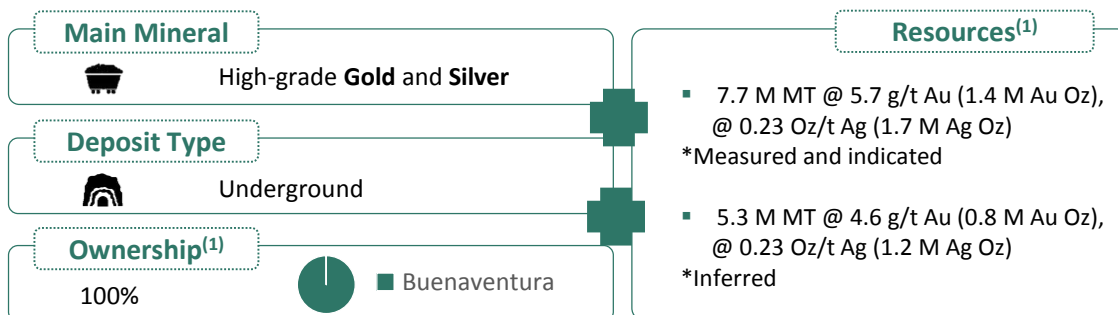 Main Mineral
High-grade Gold and Silver
Deposit Type
Underground
Ownership(1)
100%
Buenaventura
Resources(1)
▪ 7.7 M MT @ 5.7 g/t Au (1.4 M Au Oz),
@ 0.23 Oz/t Ag (1.7 M Ag Oz)
*Measured and indicated
▪ 5.3 M MT @ 4.6 g/t Au (0.8 M Au Oz),
@ 0.23 Oz/t Ag (1.2 M Ag Oz)
*Inferred